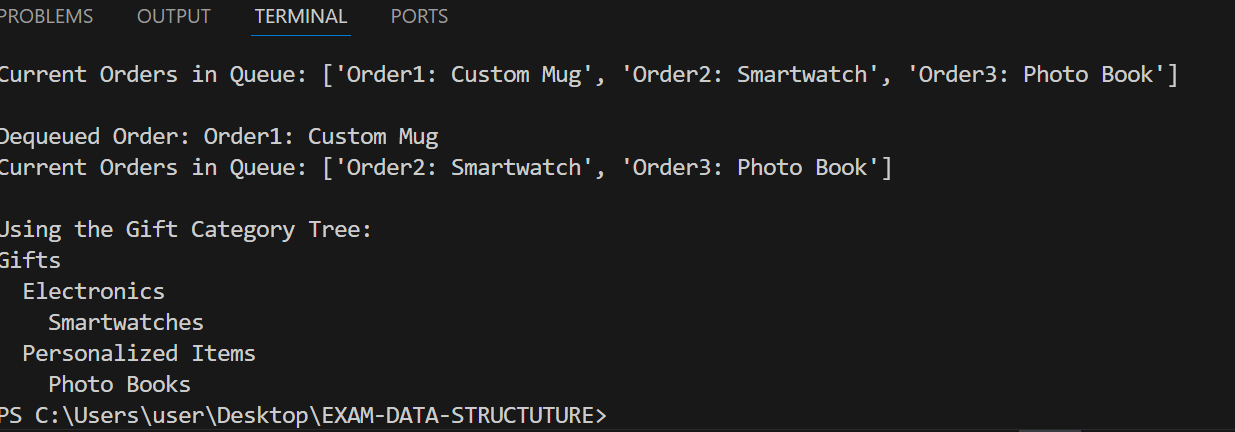 PROBLEMS OUTPUT TERMINAL PORTS
Current Orders in Queue: ['Order1: Custom Mug', 'Order2: Smartwatch', 'Order3: Photo Book']
Dequeued Order: Order1: Custom Mug
Current Orders in Queue: ['Order2: Smartwatch', 'Order3: Photo Book']
Using the Gift Category Tree:
Gifts
Electronics
Smartwatches
Personalized Items
Photo Books
PS C:\Users\user\Desktop\EXAM-DATA-STRUCTUTURE>